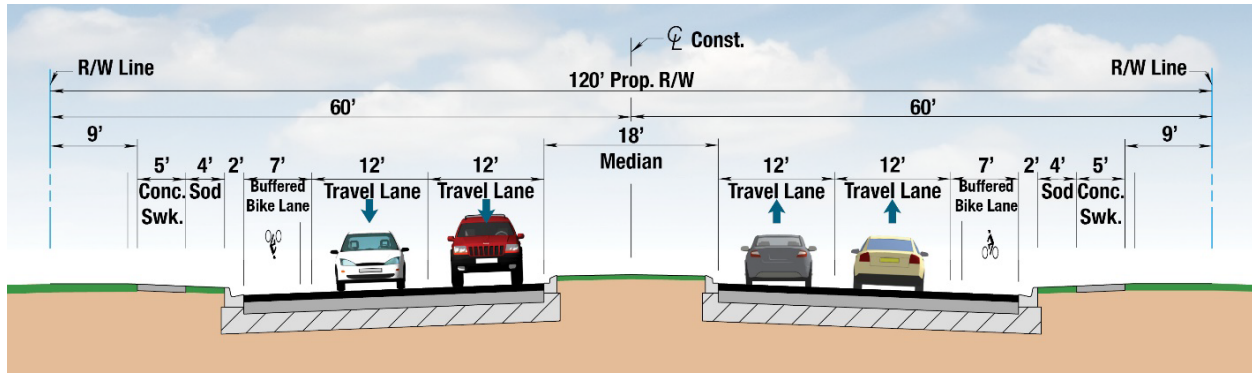 ℄ Const.
R/W Line
R/W Line
120' Prop. R/W
60'
60'
9'
18'
9'
Median
5'
4'
2'
7'
12'
12'
12'
12'
7'
2'
4'
5'
Conc.
Swk.
Sod
Buffered
Bike Lane
Travel Lane
Travel Lane
Travel Lane
Travel Lane
Buffered
Bike Lane
Sod
Conc.
Swk.